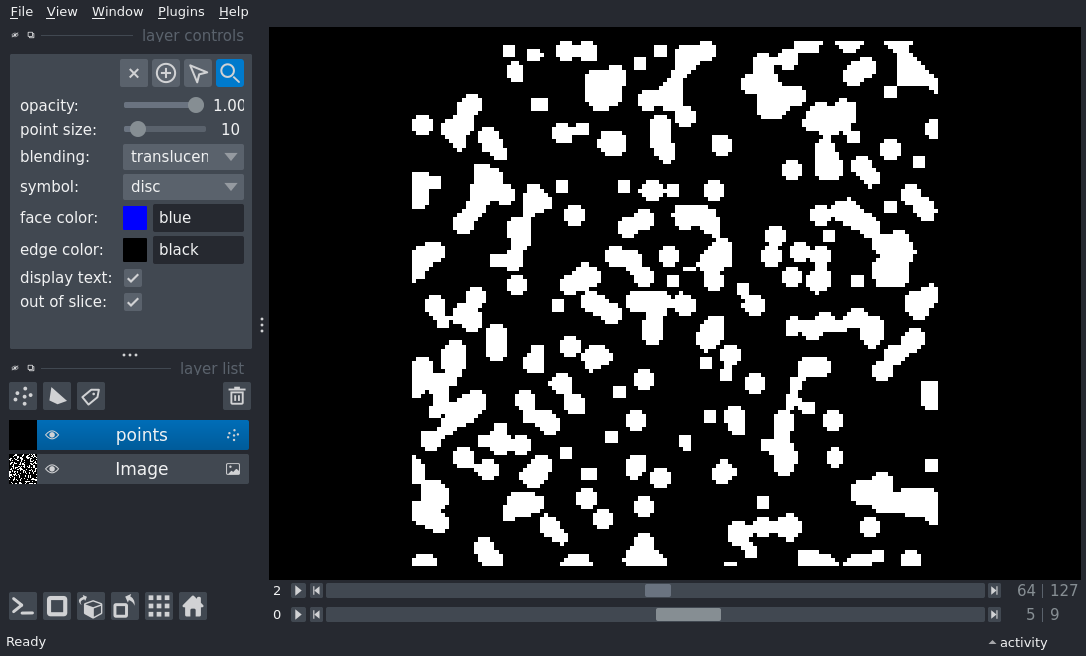 File View Window Plugins Help
layer controls
opacity: 1.00
point size: 10
blending: translucen
symbol: disc
face color: blue
edge color: black
display text:
out of slice:
layer list
points
Image
2 64 | 127
0 5 | 9
Ready activity